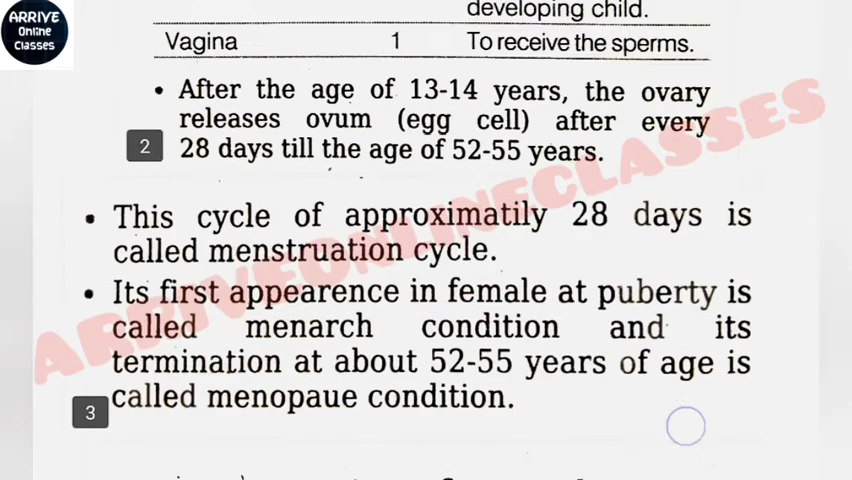 ARRIVE
Online
Classes
developing child.
Vagina 1 To receive the sperms.
• After the age of 13-14 years, the ovary
releases ovum (egg cell) after every
2 28 days till the age of 52-55 years.
• This cycle of approximatily 28 days is
called menstruation cycle.
• Its first appearence in female at puberty is
called menarch condition and its
termination at about 52-55 years of age is
3 called menopaue condition.
ARRIVEONLINECLASSES